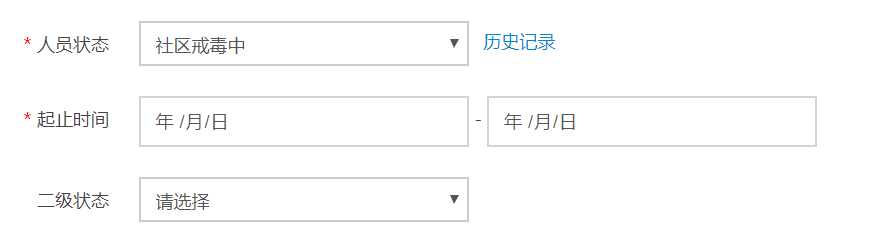 * 人员状态 社区戒毒中 ▼ 历史记录
* 起止时间 年 /月/日 - 年 /月/日
二级状态 请选择 ▼